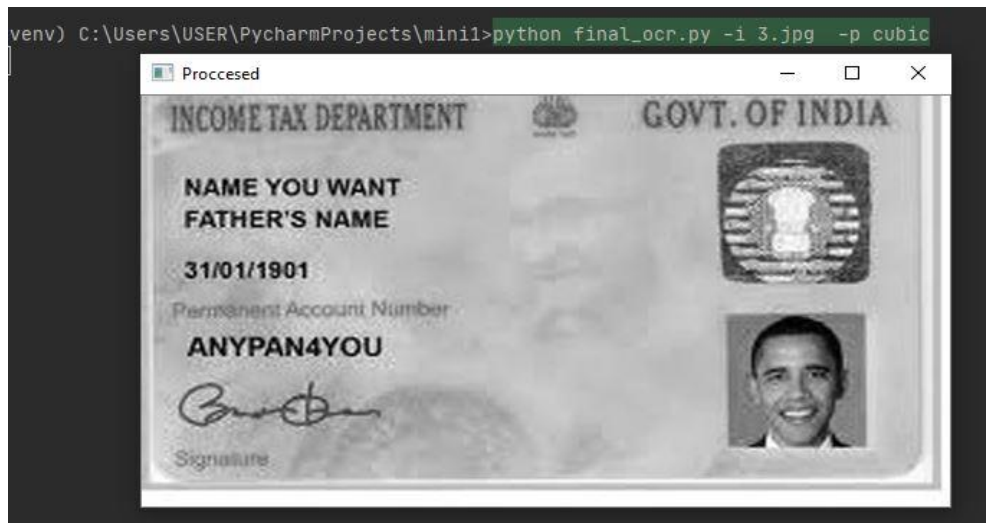 venv) C:\Users\USER\PycharmProjects\mini1>python final_ocr.py -i 3.jpg -p cubic
Proccesed
INCOME TAX DEPARTMENT
GOVT. OF INDIA
NAME YOU WANT
FATHER'S NAME
31/01/1901
Permanent Account Number
ANYPAN4YOU
Signature